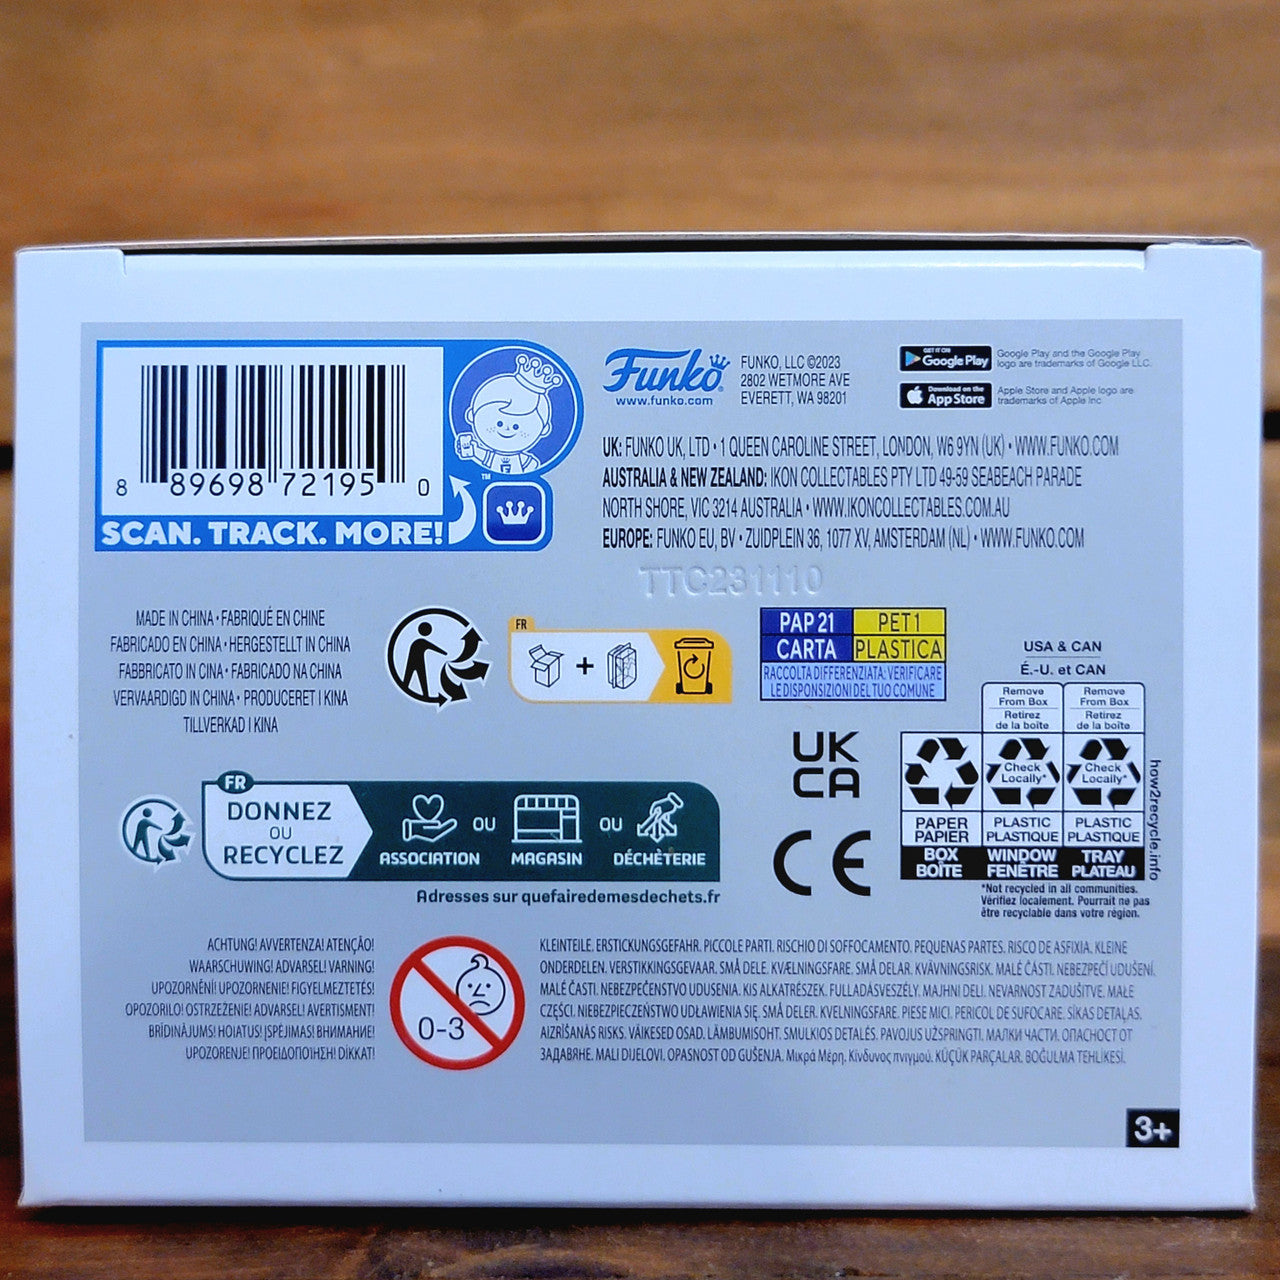 8 89698 72195 0
SCAN. TRACK. MORE!
™
Funko
www.funko.com
FUNKO, LLC ©2023
2802 WETMORE AVE
EVERETT, WA 98201
GET IT ON
Google Play
Google Play and the Google Play
logo are trademarks of Google LLC.
Download on the
App Store
Apple Store and Apple logo are
trademarks of Apple Inc
UK: FUNKO UK, LTD • 1 QUEEN CAROLINE STREET, LONDON, W6 9YN (UK) • WWW.FUNKO.COM
AUSTRALIA & NEW ZEALAND: IKON COLLECTABLES PTY LTD 49-59 SEABEACH PARADE
NORTH SHORE, VIC 3214 AUSTRALIA • WWW.IKONCOLLECTABLES.COM.AU
EUROPE: FUNKO EU, BV • ZUIDPLEIN 36, 1077 XV, AMSTERDAM (NL) • WWW.FUNKO.COM
TTC231110
MADE IN CHINA • FABRIQUÉ EN CHINE
FABRICADO EN CHINA • HERGESTELLT IN CHINA
FABBRICATO IN CINA • FABRICADO NA CHINA
VERVAARDIGD IN CHINA • PRODUCERET I KINA
TILLVERKAD I KINA
FR
+
PAP 21
CARTA
PET 1
PLASTICA
RACCOLTA DIFFERENZIATA: VERIFICARE
LE DISPOSIZIONI DEL TUO COMUNE
USA & CAN
É.-U. et CAN
Remove
From Box
Retirez
de la boîte
Remove
From Box
Retirez
de la boîte
Check
Locally*
Check
Locally*
PAPER
PAPIER
PLASTIC
PLASTIQUE
PLASTIC
PLASTIQUE
BOX
BOÎTE
WINDOW
FENÊTRE
TRAY
PLATEAU
how2recycle.info
*Not recycled in all communities.
Vérifiez localement. Pourrait ne pas
être recyclable dans votre région.
UK
CA
CE
FR
DONNEZ
OU
RECYCLEZ
ASSOCIATION
OU
MAGASIN
OU
DÉCHÈTERIE
Adresses sur quefairedemesdechets.fr
ACHTUNG! AVVERTENZA! ATENÇÃO!
WAARSCHUWING! ADVARSEL! VARNING!
UPOZORNĚNÍ! UPOZORNENIE! FIGYELMEZTETÉS!
OPOZORILO! OSTRZEŻENIE! ADVARSEL! AVERTISMENT!
BRĪDINĀJUMS! HOIATUS! ĮSPĖJIMAS! ВНИМАНИЕ!
UPOZORENJE! ΠΡΟΕΙΔΟΠΟΙΗΣΗ! DİKKAT!
0-3
KLEINTEILE. ERSTICKUNGSGEFAHR. PICCOLE PARTI. RISCHIO DI SOFFOCAMENTO. PEQUENAS PARTES. RISCO DE ASFIXIA. KLEINE
ONDERDELEN. VERSTIKKINGSGEVAAR. SMÅ DELE. KVÆLNINGSFARE. SMÅ DELAR. KVÄVNINGSRISK. MALÉ ČÁSTI. NEBEZPEČÍ UDUŠENÍ.
MALÉ ČASTI. NEBEZPEČENSTVO UDUSENIA. KIS ALKATRÉSZEK. FULLADÁSVESZÉLY. MAJHNI DELI. NEVARNOST ZADUŠITVE. MAŁE
CZĘŚCI. NIEBEZPIECZEŃSTWO UDŁAWIENIA SIĘ. SMÅ DELER. KVELNINGSFARE. PIESE MICI. PERICOL DE SUFOCARE. SĪKAS DETAĻAS.
AIZRĪŠANĀS RISKS. VÄIKESED OSAD. LÄMBUMISOHT. SMULKIOS DETALĖS. PAVOJUS UŽSPRINGTI. МАЛКИ ЧАСТИ. ОПАСНОСТ ОТ
ЗАДАВЯНЕ. MALI DIJELOVI. OPASNOST OD GUŠENJA. Μικρά Μέρη. Κίνδυνος πνιγμού. KÜÇÜK PARÇALAR. BOĞULMA TEHLİKESİ.
3+